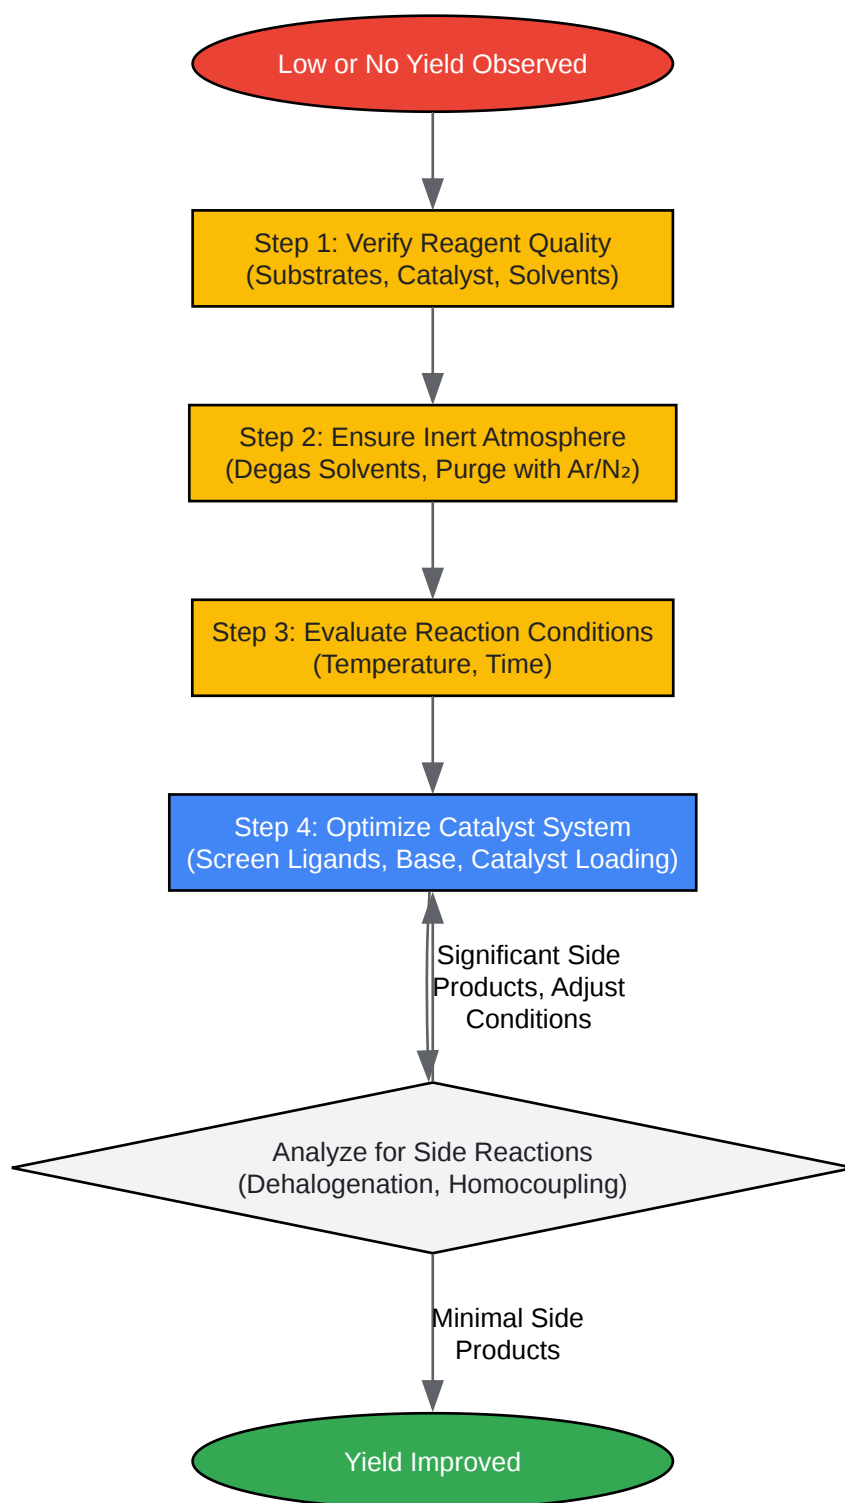 Low or No Yield Observed
Step 1: Verify Reagent Quality
(Substrates, Catalyst, Solvents)
Step 2: Ensure Inert Atmosphere
(Degas Solvents, Purge with Ar/N₂)
Step 3: Evaluate Reaction Conditions
(Temperature, Time)
Step 4: Optimize Catalyst System
(Screen Ligands, Base, Catalyst Loading)
Significant Side
Products, Adjust
Conditions
Analyze for Side Reactions
(Dehalogenation, Homocoupling)
Minimal Side
Products
Yield Improved